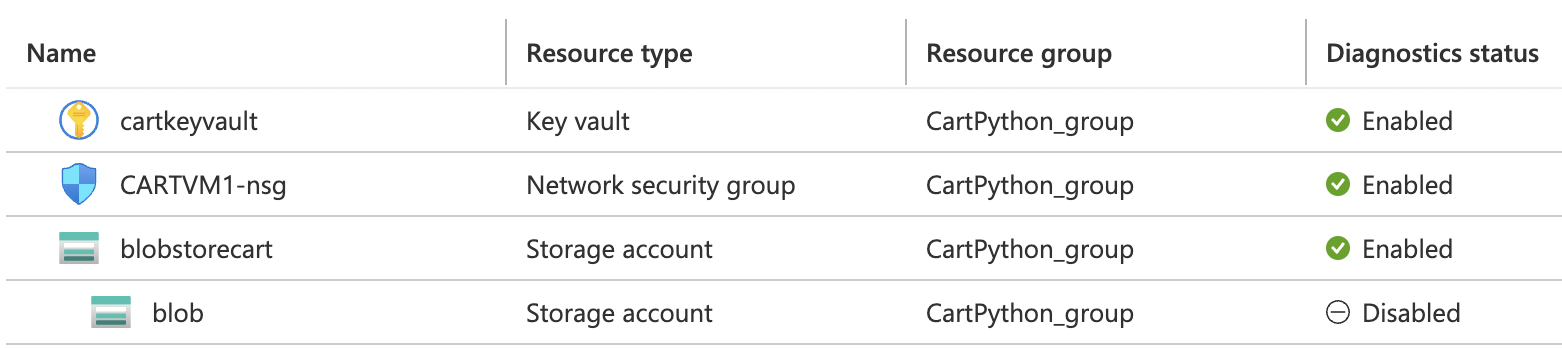 Name Resource type Resource group Diagnostics status
cartkeyvault Key vault CartPython_group Enabled
CARTVM1-nsg Network security group CartPython_group Enabled
blobstorecart Storage account CartPython_group Enabled
blob Storage account CartPython_group Disabled